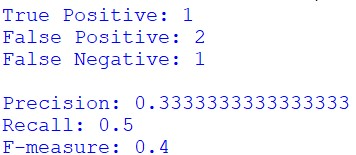 True Positive: 1
False Positive: 2
False Negative: 1
Precision: 0.3333333333333333
Recall: 0.5
F-measure: 0.4